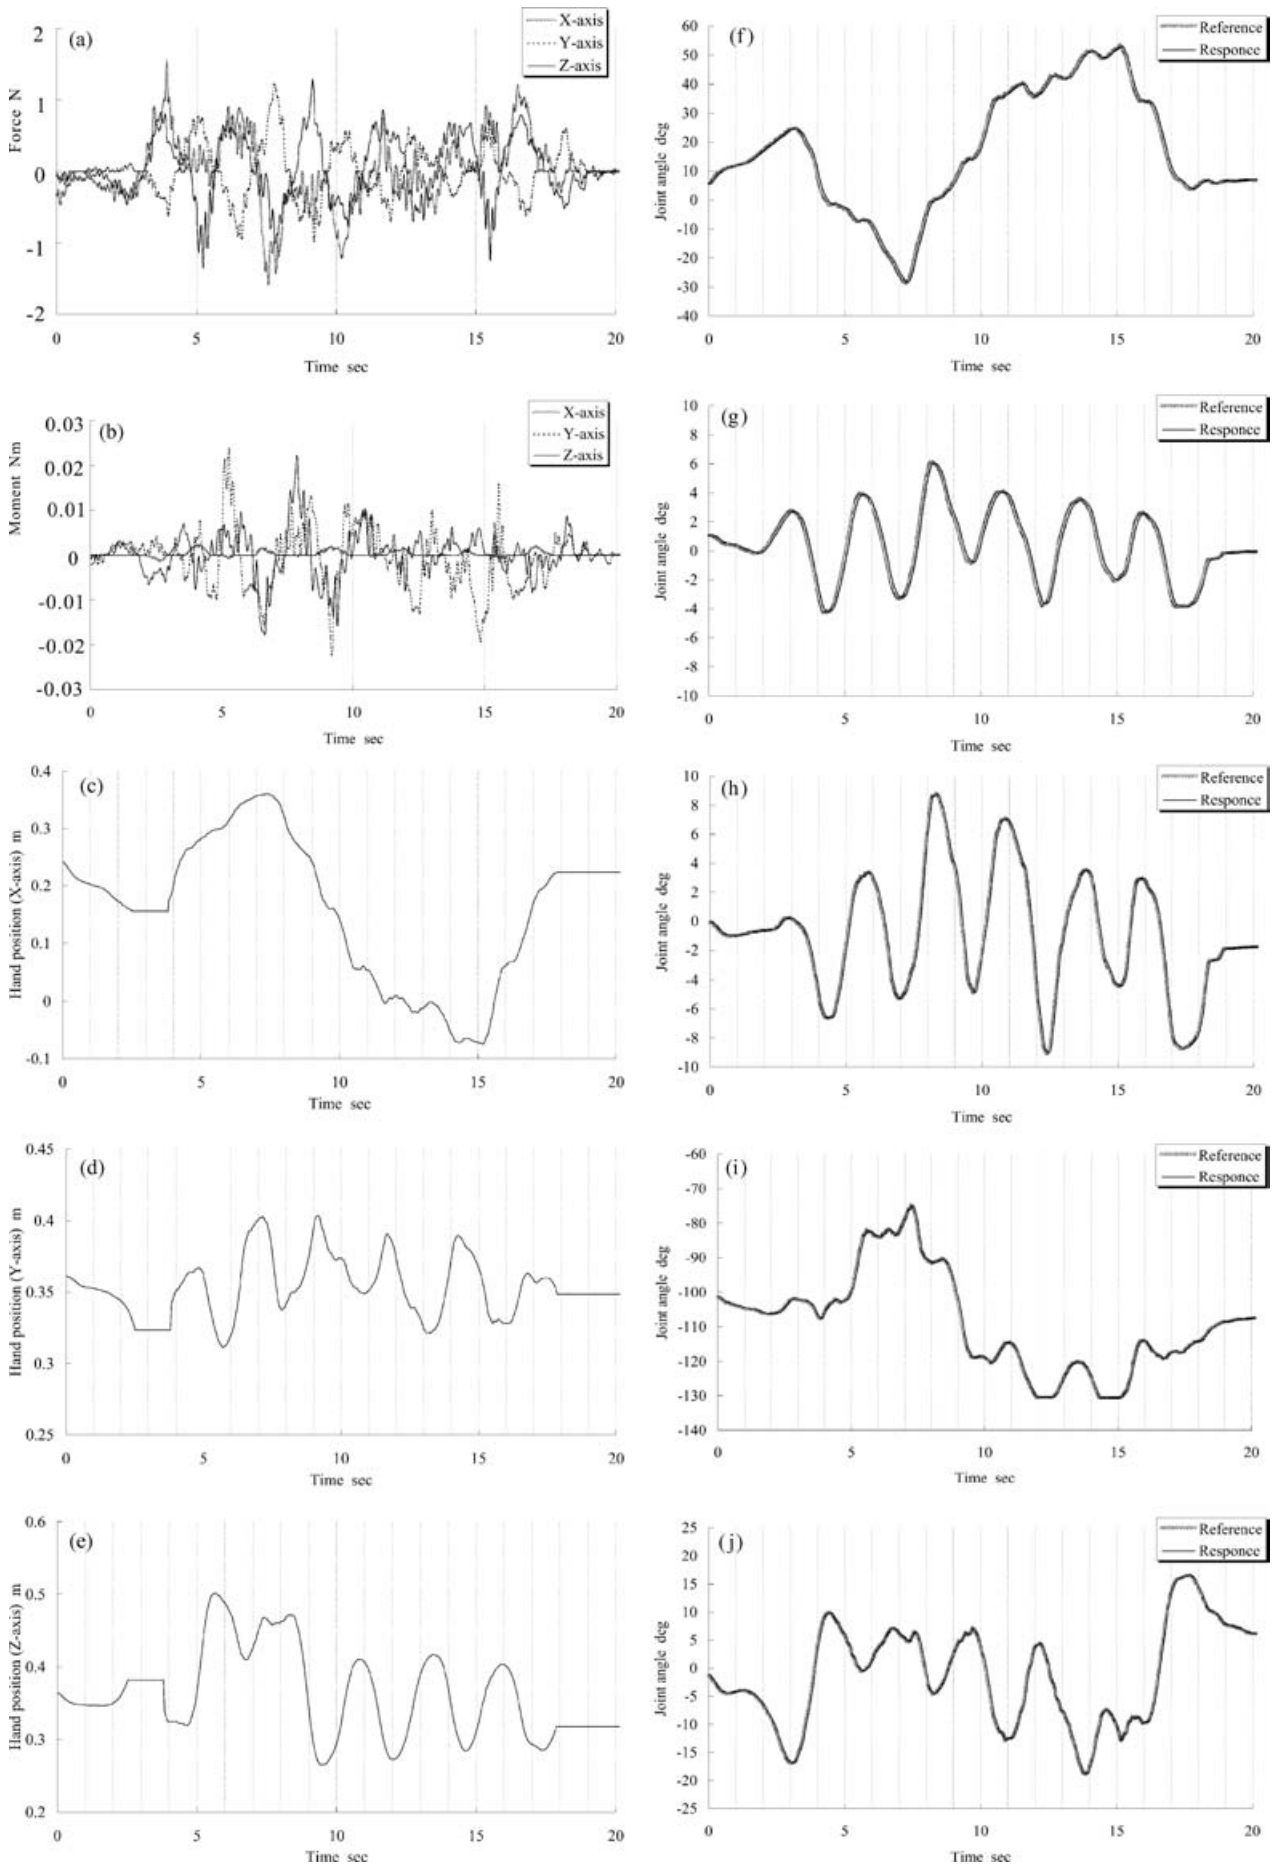 (a)
X-axis
Y-axis
Z-axis
Force N
2
1
0
-1
-2
0 5 10 15 20
Time sec
(b)
X-axis
Y-axis
Z-axis
Moment Nm
0.03
0.02
0.01
0
-0.01
-0.02
-0.03
0 5 10 15 20
Time sec
(c)
Hand position (X-axis) m
0.4
0.3
0.2
0.1
0
-0.1
0 5 10 15 20
Time sec
(d)
Hand position (Y-axis) m
0.45
0.4
0.35
0.3
0.25
0 5 10 15 20
Time sec
(e)
Hand position (Z-axis) m
0.6
0.5
0.4
0.3
0.2
0 5 10 15 20
Time sec
(f)
Reference
Responce
Joint angle deg
60
50
40
30
20
10
0
-10
-20
-30
-40
0 5 10 15 20
Time sec
(g)
Reference
Responce
Joint angle deg
10
8
6
4
2
0
-2
-4
-6
-8
-10
0 5 10 15 20
Time sec
(h)
Reference
Responce
Joint angle deg
10
8
6
4
2
0
-2
-4
-6
-8
-10
0 5 10 15 20
Time sec
(i)
Reference
Responce
Joint angle deg
-60
-70
-80
-90
-100
-110
-120
-130
-140
0 5 10 15 20
Time sec
(j)
Reference
Responce
Joint angle deg
25
20
15
10
5
0
-5
-10
-15
-20
-25
0 5 10 15 20
Time sec